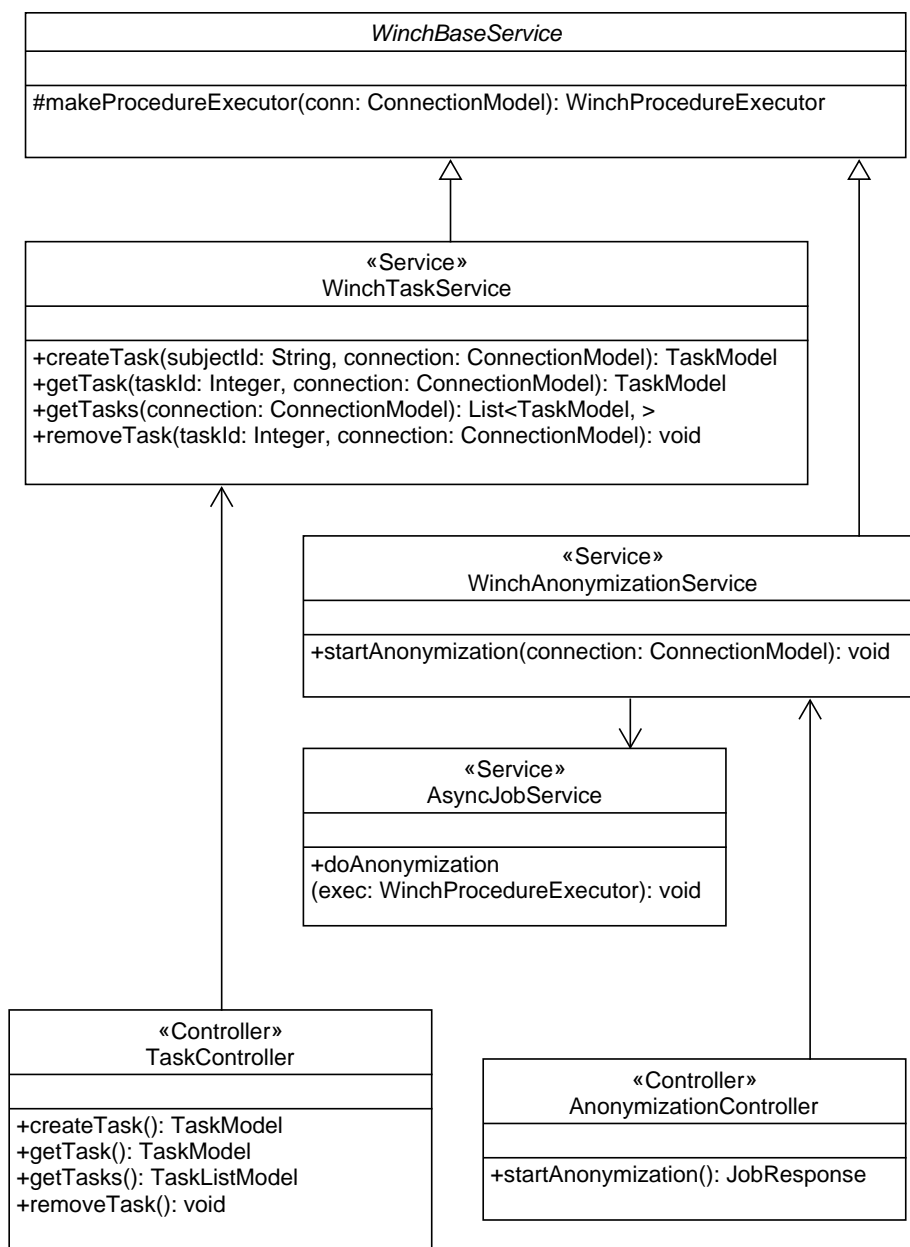 WinchBaseService
#makeProcedureExecutor(conn: ConnectionModel): WinchProcedureExecutor
«Service»
WinchTaskService
+createTask(subjectId: String, connection: ConnectionModel): TaskModel
+getTask(taskId: Integer, connection: ConnectionModel): TaskModel
+getTasks(connection: ConnectionModel): List<TaskModel, >
+removeTask(taskId: Integer, connection: ConnectionModel): void
«Service»
WinchAnonymizationService
+startAnonymization(connection: ConnectionModel): void
«Service»
AsyncJobService
+doAnonymization
(exec: WinchProcedureExecutor): void
«Controller»
TaskController
+createTask(): TaskModel
+getTask(): TaskModel
+getTasks(): TaskListModel
+removeTask(): void
«Controller»
AnonymizationController
+startAnonymization(): JobResponse